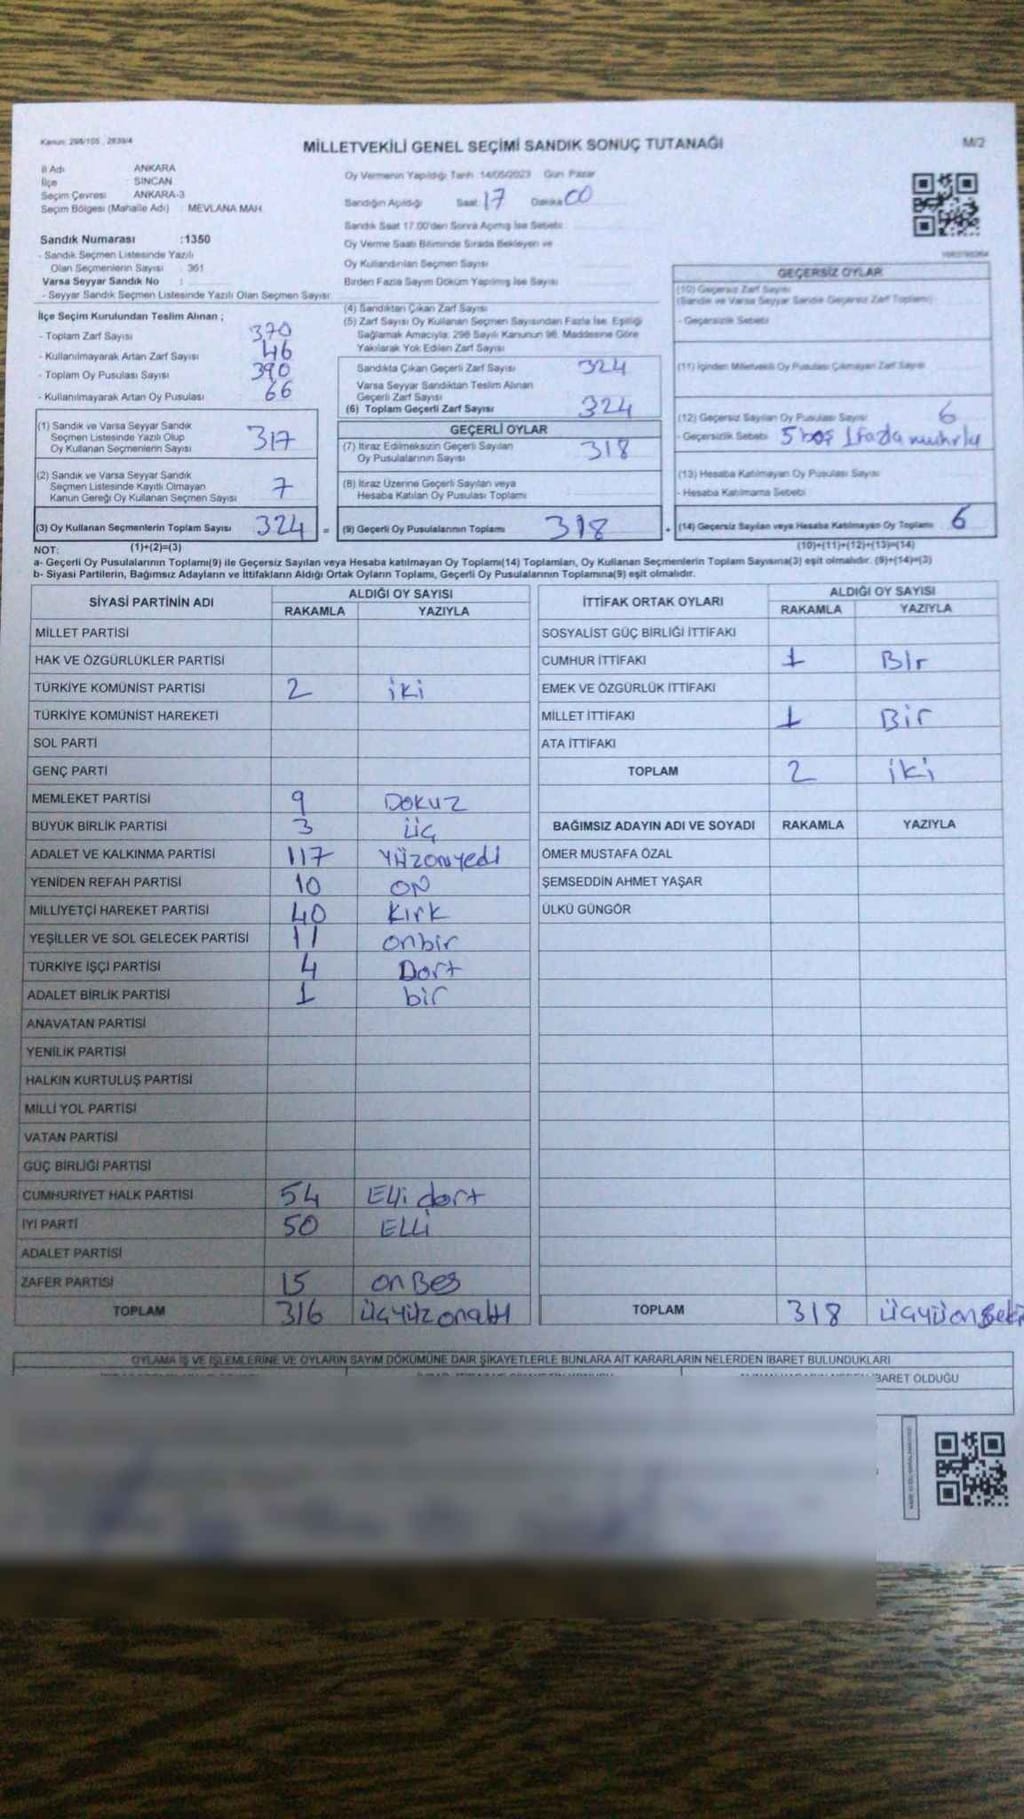 Kanun: 298/105 , 2839/4
MİLLETVEKİLİ GENEL SEÇİMİ SANDIK SONUÇ TUTANAĞI
M/2
İl Adı ANKARA
İlçe SİNCAN
Seçim Çevresi ANKARA-3
Seçim Bölgesi (Mahalle Adı) : MEVLANA MAH.
Oy Vermenin Yapıldığı Tarih: 14/05/2023 Gün: Pazar
Sandığın Açıldığı Saat: 17 Dakika: 00
Sandık Saat 17.00'den Sonra Açılmış İse Sebebi:
Oy Verme Saati Bitiminde Sırada Bekleyen ve
Oy Kullandırılan Seçmen Sayısı
Birden Fazla Sayım Döküm Yapılmış İse Sayısı
Sandık Numarası :1350
- Sandık Seçmen Listesinde Yazılı
Olan Seçmenlerin Sayısı : 361
Varsa Seyyar Sandık No :
- Seyyar Sandık Seçmen Listesinde Yazılı Olan Seçmen Sayısı:
İlçe Seçim Kurulundan Teslim Alınan ;
- Toplam Zarf Sayısı 370
- Kullanılmayarak Artan Zarf Sayısı 46
- Toplam Oy Pusulası Sayısı 390
- Kullanılmayarak Artan Oy Pusulası 66
(1) Sandık ve Varsa Seyyar Sandık
Seçmen Listesinde Yazılı Olup
Oy Kullanan Seçmenlerin Sayısı 317
(2) Sandık ve Varsa Seyyar Sandık
Seçmen Listesinde Kayıtlı Olmayan
Kanun Gereği Oy Kullanan Seçmen Sayısı 7
(3) Oy Kullanan Seçmenlerin Toplam Sayısı 324 =
(4) Sandıktan Çıkan Zarf Sayısı
(5) Zarf Sayısı Oy Kullanan Seçmen Sayısından Fazla İse, Eşitliği
Sağlamak Amacıyla; 298 Sayılı Kanunun 98. Maddesine Göre
Yakılarak Yok Edilen Zarf Sayısı
Sandıkta Çıkan Geçerli Zarf Sayısı 324
Varsa Seyyar Sandıktan Teslim Alınan
Geçerli Zarf Sayısı
(6) Toplam Geçerli Zarf Sayısı 324
GEÇERLİ OYLAR
(7) İtiraz Edilmeksizin Geçerli Sayılan
Oy Pusulalarının Sayısı 318
(8) İtiraz Üzerine Geçerli Sayılan veya
Hesaba Katılan Oy Pusulası Toplamı
(9) Geçerli Oy Pusulalarının Toplamı 318 +
GEÇERSİZ OYLAR
(10) Geçersiz Zarf Sayısı
(Sandık ve Varsa Seyyar Sandık Geçersiz Zarf Toplamı)
- Geçersizlik Sebebi
(11) İçinden Milletvekili Oy Pusulası Çıkmayan Zarf Sayısı
(12) Geçersiz Sayılan Oy Pusulası Sayısı 6
- Geçersizlik Sebebi 5 boş 1 fazla mühürlü
(13) Hesaba Katılmayan Oy Pusulası Sayısı
- Hesaba Katılmama Sebebi
(14) Geçersiz Sayılan veya Hesaba Katılmayan Oy Toplamı 6
NOT: (1)+(2)=(3) (10)+(11)+(12)+(13)=(14)
a- Geçerli Oy Pusulalarının Toplamı(9) ile Geçersiz Sayılan veya Hesaba katılmayan Oy Toplamı(14) Toplamları, Oy Kullanan Seçmenlerin Toplam Sayısına(3) eşit olmalıdır. (9)+(14)=(3)
b- Siyasi Partilerin, Bağımsız Adayların ve İttifakların Aldığı Ortak Oyların Toplamı, Geçerli Oy Pusulalarının Toplamına(9) eşit olmalıdır.
SİYASİ PARTİNİN ADI ALDIĞI OY SAYISI
RAKAMLA YAZIYLA
MİLLET PARTİSİ
HAK VE ÖZGÜRLÜKLER PARTİSİ
TÜRKİYE KOMÜNİST PARTİSİ 2 iki
TÜRKİYE KOMÜNİST HAREKETİ
SOL PARTİ
GENÇ PARTİ
MEMLEKET PARTİSİ 9 DOKUZ
BÜYÜK BİRLİK PARTİSİ 3 üç
ADALET VE KALKINMA PARTİSİ 117 Yüzonyedi
YENİDEN REFAH PARTİSİ 10 ON
MİLLİYETÇİ HAREKET PARTİSİ 40 Kırk
YEŞİLLER VE SOL GELECEK PARTİSİ 11 onbir
TÜRKİYE İŞÇİ PARTİSİ 4 Dört
ADALET BİRLİK PARTİSİ 1 bir
ANAVATAN PARTİSİ
YENİLİK PARTİSİ
HALKIN KURTULUŞ PARTİSİ
MİLLİ YOL PARTİSİ
VATAN PARTİSİ
GÜÇ BİRLİĞİ PARTİSİ
CUMHURİYET HALK PARTİSİ 54 Elli dört
İYİ PARTİ 50 ELLİ
ADALET PARTİSİ
ZAFER PARTİSİ 15 onBeş
TOPLAM 316 üçyüzonaltı
İTTİFAK ORTAK OYLARI ALDIĞI OY SAYISI
RAKAMLA YAZIYLA
SOSYALİST GÜÇ BİRLİĞİ İTTİFAKI
CUMHUR İTTİFAKI 1 Bir
EMEK VE ÖZGÜRLÜK İTTİFAKI
MİLLET İTTİFAKI 1 Bir
ATA İTTİFAKI
TOPLAM 2 iki
BAĞIMSIZ ADAYIN ADI VE SOYADI RAKAMLA YAZIYLA
ÖMER MUSTAFA ÖZAL
ŞEMSEDDİN AHMET YAŞAR
ÜLKÜ GÜNGÖR
TOPLAM 318
OYLAMA İŞ VE İŞLEMLERİNE VE OYLARIN SAYIM DÖKÜMÜNE DAİR ŞİKAYETLERLE BUNLARA AİT KARARLARIN NELERDEN İBARET BULUNDUKLARI
BARET OLDUĞU